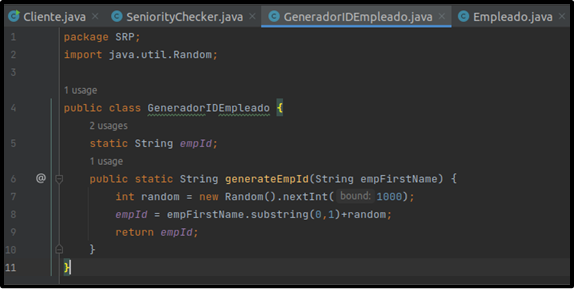 Cliente.java × SeniorityChecker.java × GeneradorIDEmpleado.java × Empleado.java ×
1 package SRP;
2 import java.util.Random;
3
1 usage
4 public class GeneradorIDEmpleado {
2 usages
5 static String empId;
1 usage
6 @ public static String generateEmpId(String empFirstName) {
7 int random = new Random().nextInt( bound: 1000);
8 empId = empFirstName.substring(0,1)+random;
9 return empId;
10 }
11 }